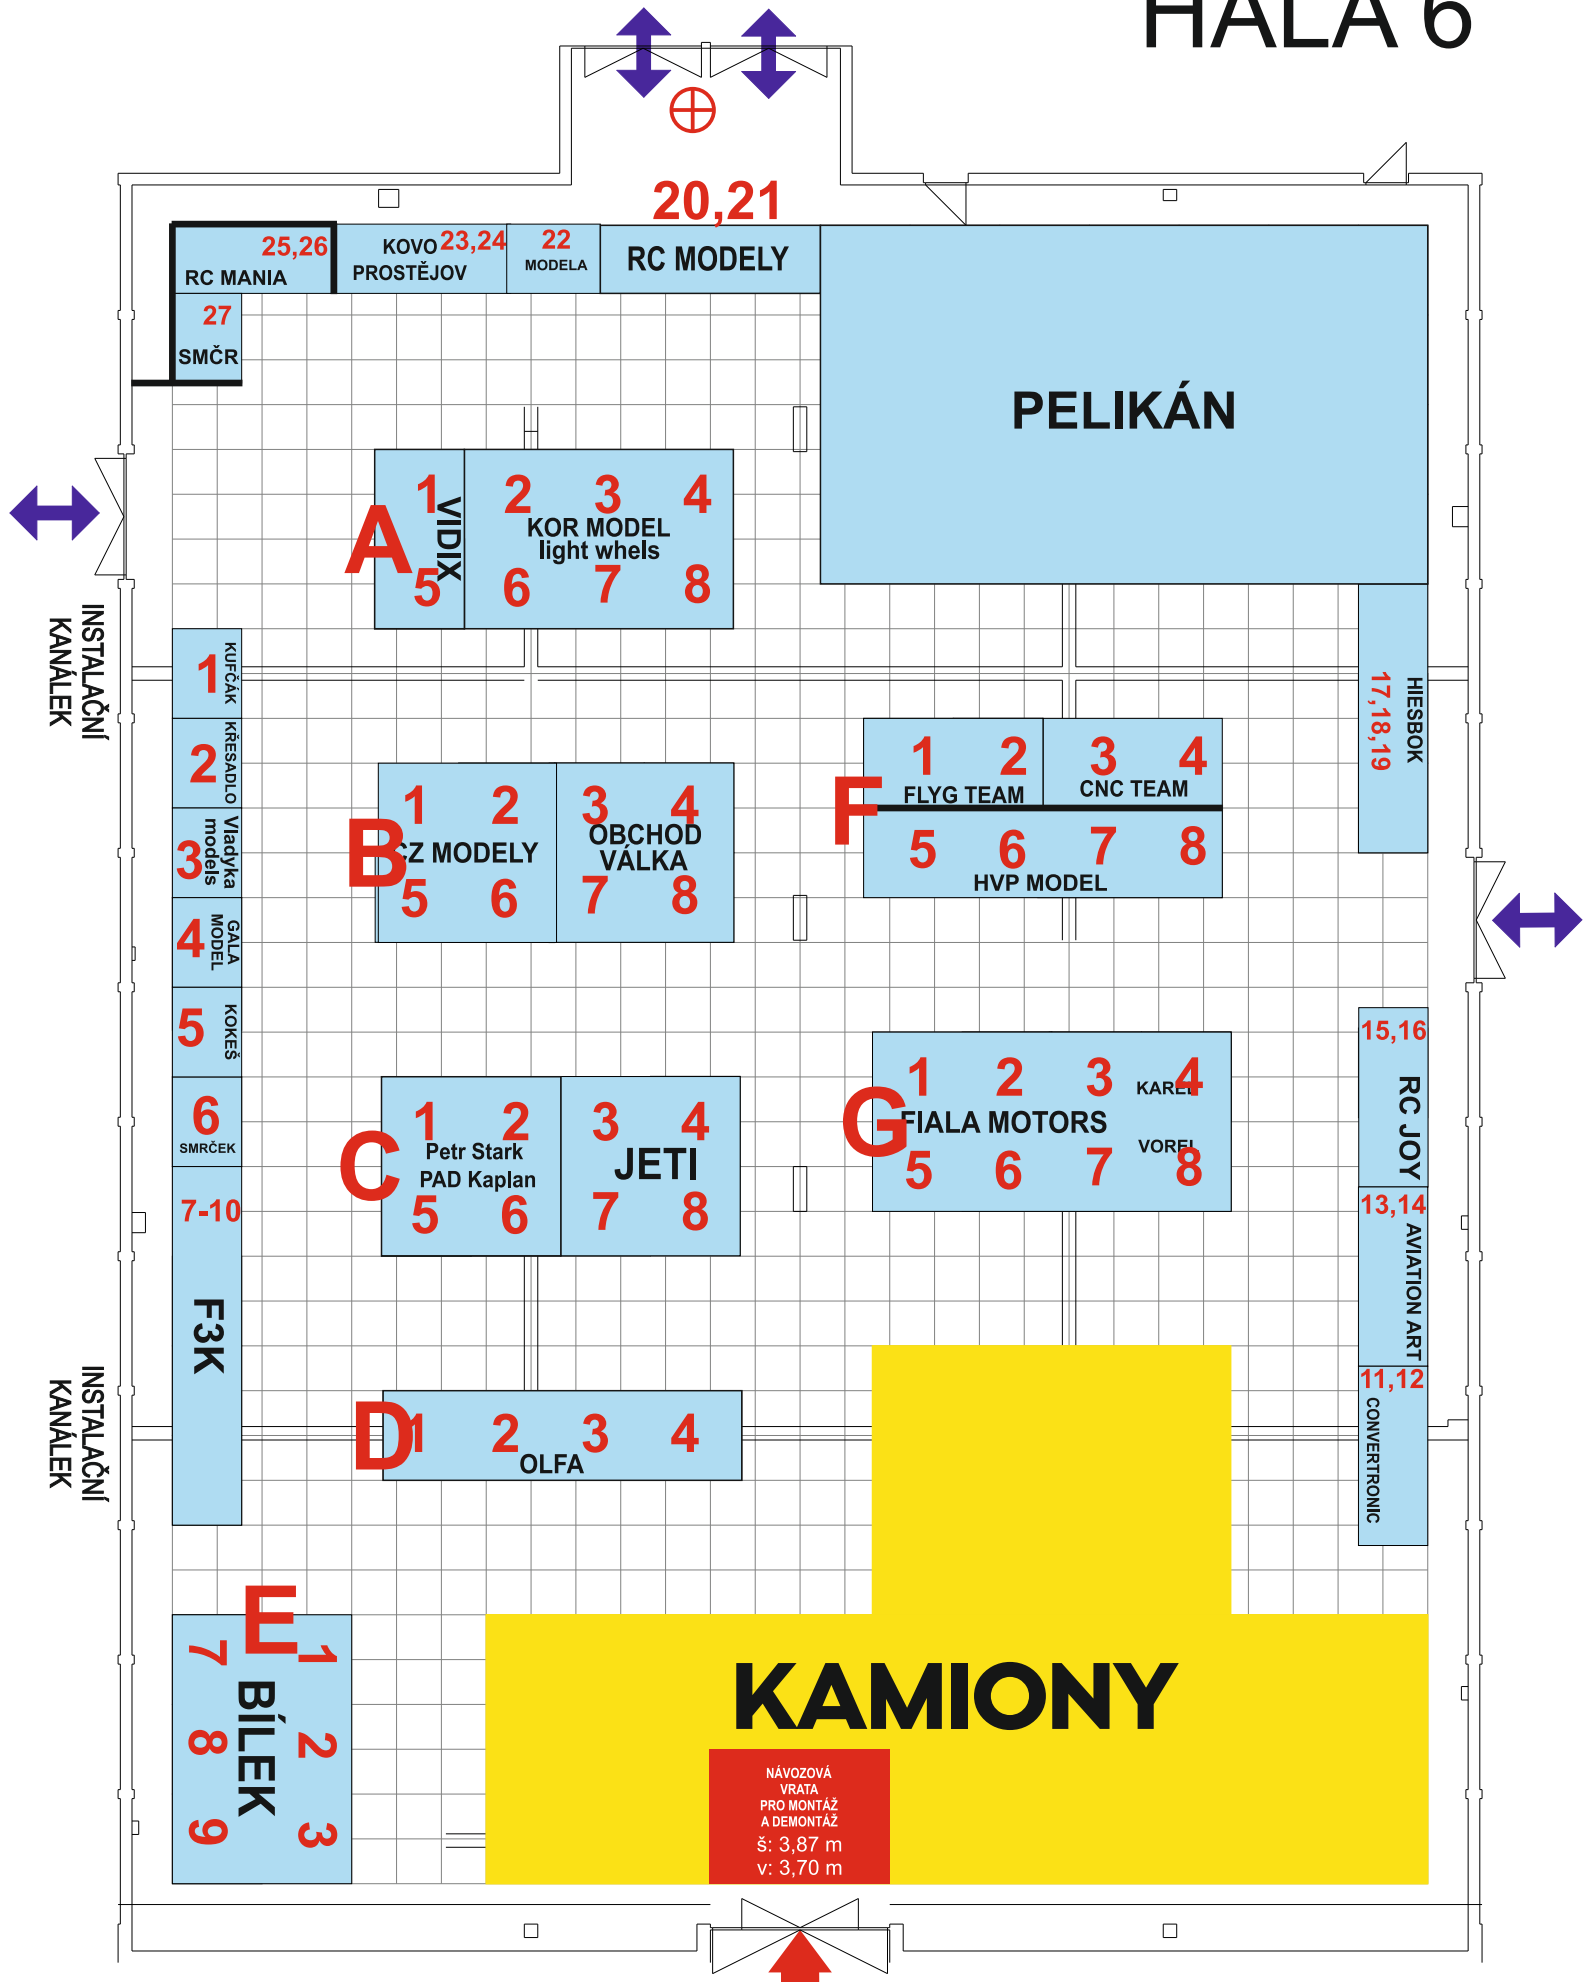 HALA 6
20,21
25,26
RC MANIA
KOVO 23,24
PROSTĚJOV
22
MODELA
RC MODELY
27
SMČR
PELIKÁN
A
1
5
VIDIX
2 3 4
KOR MODEL
light whels
6 7 8
INSTALAČNÍ
KANÁLEK
1
KUFČÁK
2
KŘESADLO
3
Vladyka
models
4
GALA
MODEL
5
KOKEŠ
6
SMRČEK
7-10
F3K
17,18,19
HIESBOK
B
1 2
CZ MODELY
5 6
3 4
OBCHOD
VÁLKA
7 8
F
1 2
FLYG TEAM
3 4
CNC TEAM
5 6 7 8
HVP MODEL
C
1 2
Petr Stark
PAD Kaplan
5 6
3 4
JETI
7 8
G
1 2 3 4
KAREL
FIALA MOTORS
VOREL
5 6 7 8
15,16
RC JOY
13,14
AVIATION ART
11,12
CONVERTRONIC
INSTALAČNÍ
KANÁLEK
D
1 2 3 4
OLFA
E
7 8 9
BÍLEK
1 2 3
KAMIONY
NÁVOZOVÁ
VRATA
PRO MONTÁŽ
A DEMONTÁŽ
š: 3,87 m
v: 3,70 m